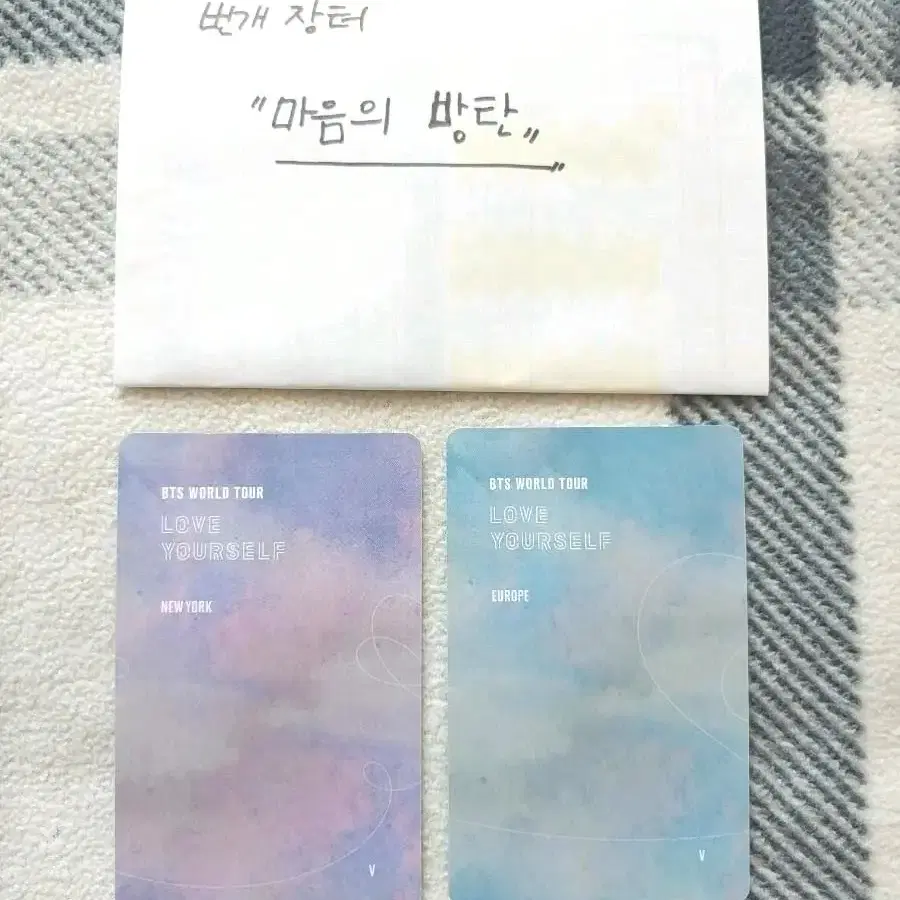 번개 장터
"마음의 방탄„
BTS WORLD TOUR
LOVE
YOURSELF
NEW YORK
V
BTS WORLD TOUR
LOVE
YOURSELF
EUROPE
V